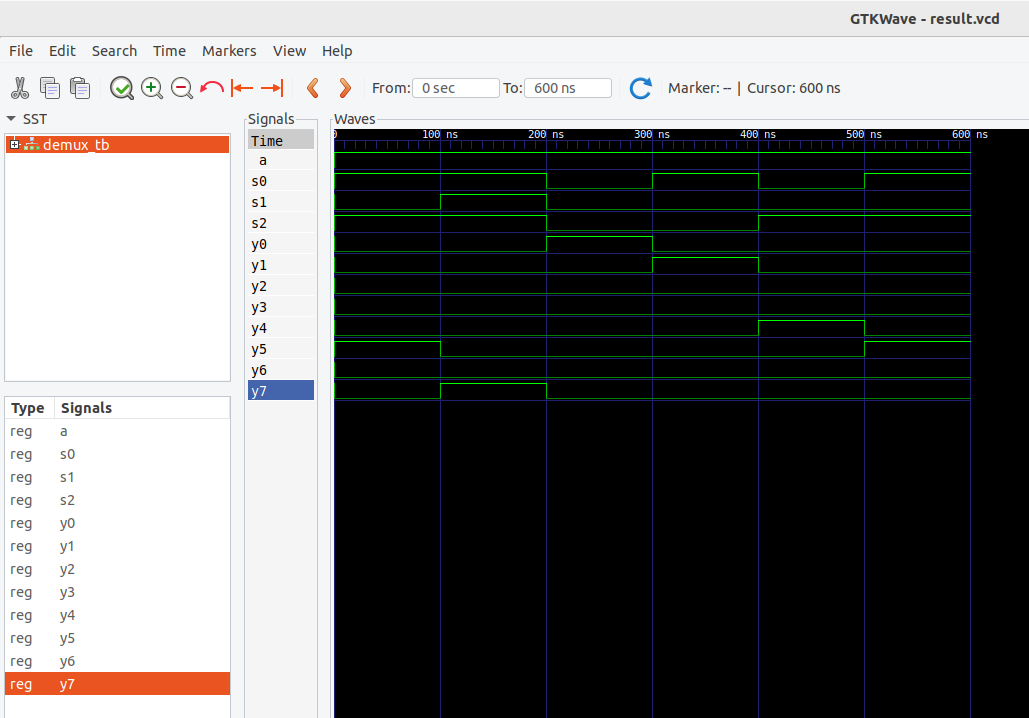 GTKWave - result.vcd
File Edit Search Time Markers View Help
From: 0 sec To: 600 ns Marker: -- | Cursor: 600 ns
SST
demux_tb
Type Signals
reg a
reg s0
reg s1
reg s2
reg y0
reg y1
reg y2
reg y3
reg y4
reg y5
reg y6
reg y7
Signals
Time
a
s0
s1
s2
y0
y1
y2
y3
y4
y5
y6
y7
Waves
0 100 ns 200 ns 300 ns 400 ns 500 ns 600 ns